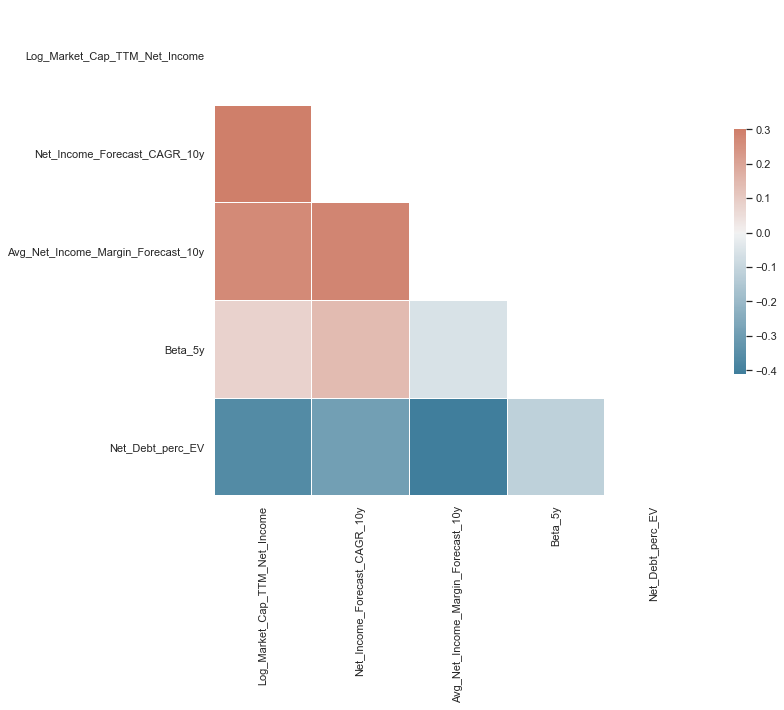 Log_Market_Cap_TTM_Net_Income
Net_Income_Forecast_CAGR_10y
Avg_Net_Income_Margin_Forecast_10y
Beta_5y
Net_Debt_perc_EV
0.3
0.2
0.1
0.0
−0.1
−0.2
−0.3
−0.4
Log_Market_Cap_TTM_Net_Income
Net_Income_Forecast_CAGR_10y
Avg_Net_Income_Margin_Forecast_10y
Beta_5y
Net_Debt_perc_EV